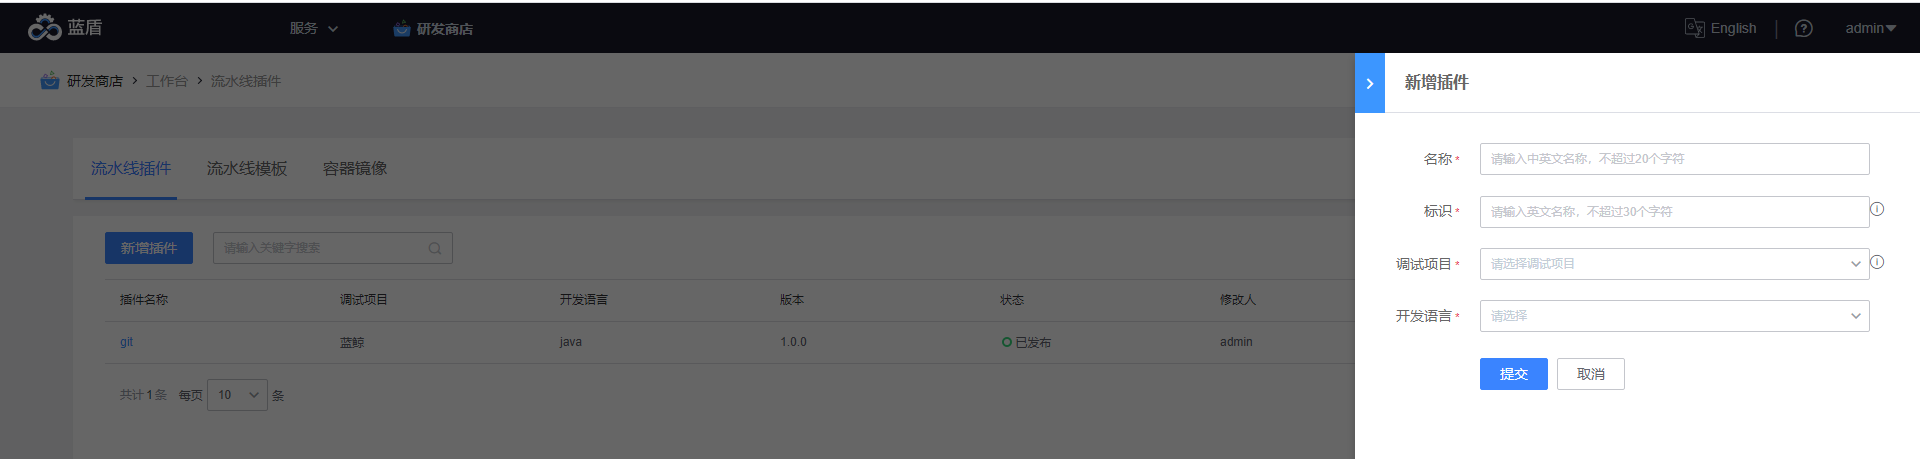 蓝盾
服务
研发商店
English
admin
研发商店 > 工作台 > 流水线插件
流水线插件
流水线模板
容器镜像
新增插件
请输入关键字搜索
插件名称 调试项目 开发语言 版本 状态 修改人
git 蓝鲸 java 1.0.0 已发布 admin
共计1条 每页 10 条
新增插件
名称 *
请输入中英文名称，不超过20个字符
标识 *
请输入英文名称，不超过30个字符
调试项目 *
请选择调试项目
开发语言 *
请选择
提交
取消